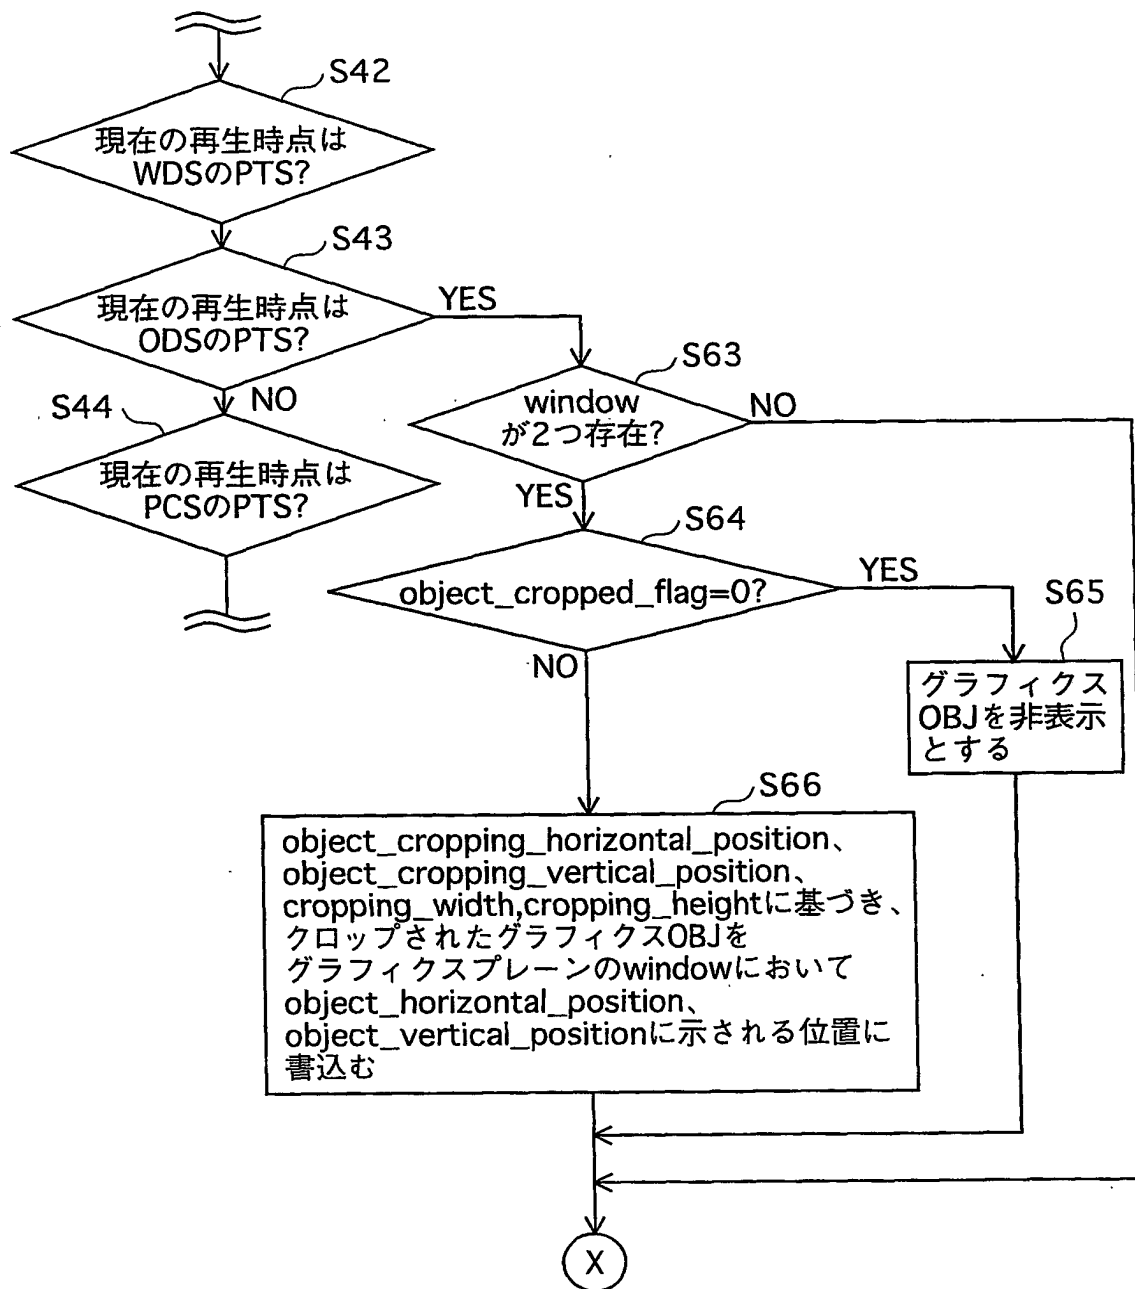 S42
現在の再生時点は
WDSのPTS?
S43
現在の再生時点は
ODSのPTS?
YES
NO
S44
現在の再生時点は
PCSのPTS?
S63
window
が2つ存在?
NO
YES
S64
object_cropped_flag=0?
YES
NO
S65
グラフィクス
OBJを非表示
とする
S66
object_cropping_horizontal_position、
object_cropping_vertical_position、
cropping_width,cropping_heightに基づき、
クロップされたグラフィクスOBJを
グラフィクスプレーンのwindowにおいて
object_horizontal_position、
object_vertical_positionに示される位置に
書込む
X